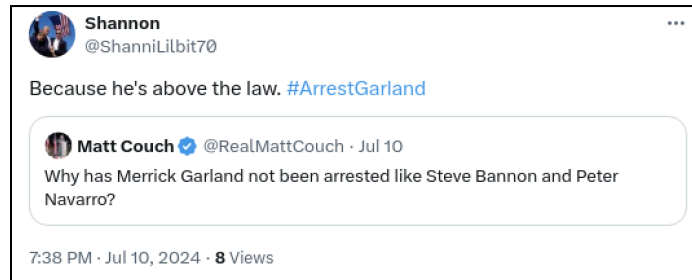 Shannon
@ShanniLilbit70
Because he's above the law. #ArrestGarland
Matt Couch @RealMattCouch · Jul 10
Why has Merrick Garland not been arrested like Steve Bannon and Peter
Navarro?
7:38 PM · Jul 10, 2024 · 8 Views